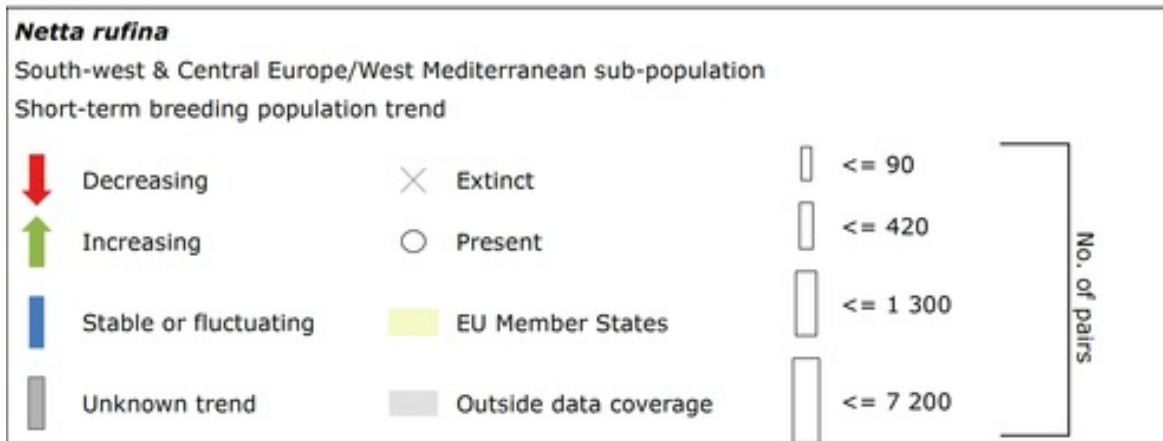 Netta rufina
South-west & Central Europe/West Mediterranean sub-population
Short-term breeding population trend
Decreasing
Increasing
Stable or fluctuating
Unknown trend
Extinct
Present
EU Member States
Outside data coverage
<= 90
<= 420
<= 1 300
<= 7 200
No. of pairs